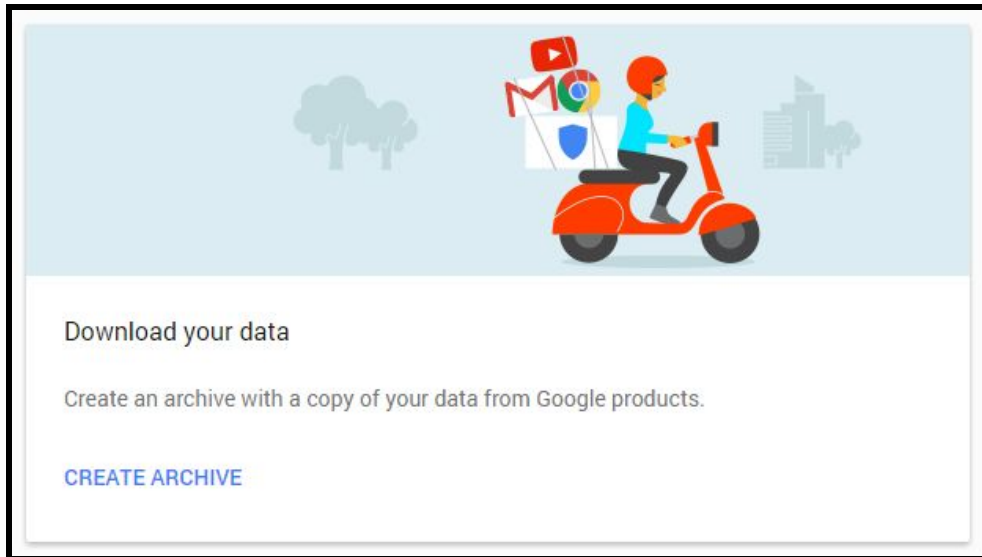 Download your data
Create an archive with a copy of your data from Google products.
CREATE ARCHIVE